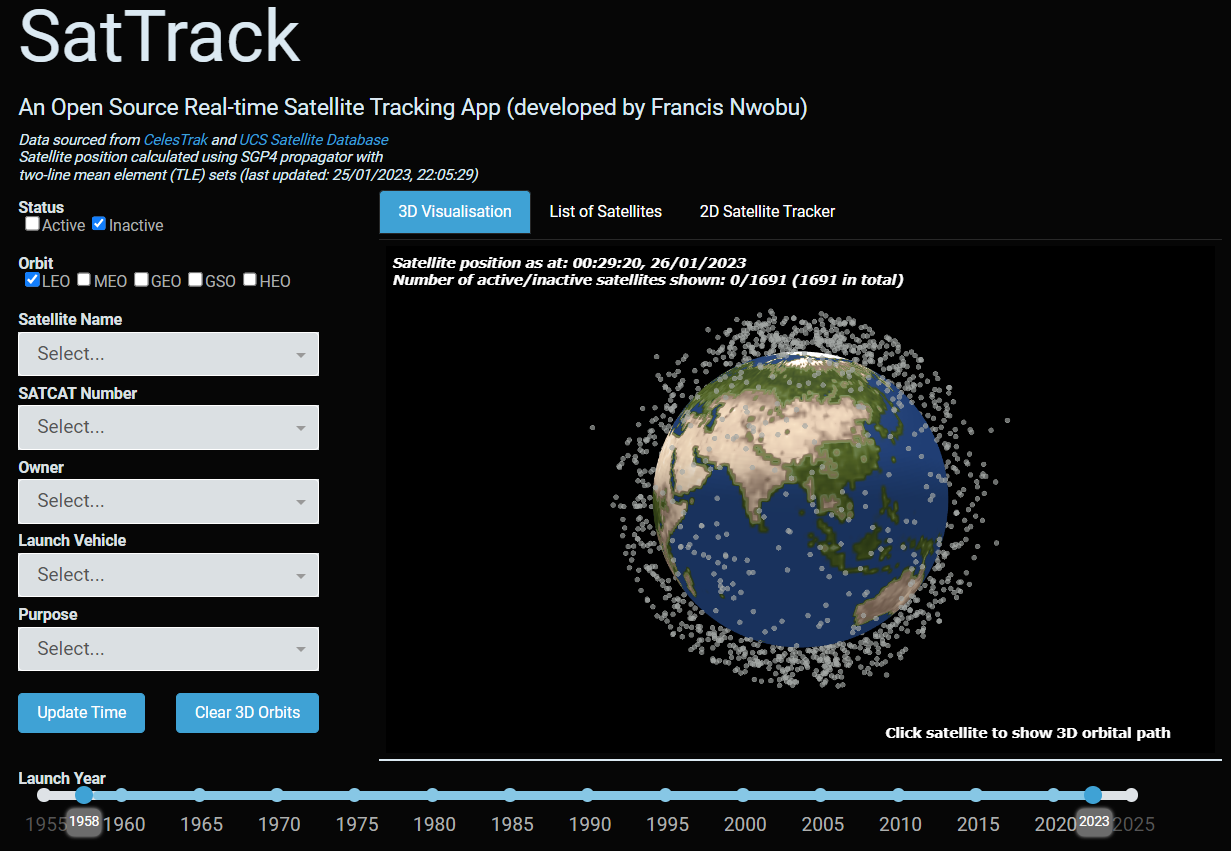 SatTrack
An Open Source Real-time Satellite Tracking App (developed by Francis Nwobu)
Data sourced from CelesTrak and UCS Satellite Database
Satellite position calculated using SGP4 propagator with
two-line mean element (TLE) sets (last updated: 25/01/2023, 22:05:29)
Status
Active Inactive
Orbit
LEO MEO GEO GSO HEO
Satellite Name
Select...
SATCAT Number
Select...
Owner
Select...
Launch Vehicle
Select...
Purpose
Select...
Update Time Clear 3D Orbits
3D Visualisation List of Satellites 2D Satellite Tracker
Satellite position as at: 00:29:20, 26/01/2023
Number of active/inactive satellites shown: 0/1691 (1691 in total)
Click satellite to show 3D orbital path
Launch Year
1955 1958 1960 1965 1970 1975 1980 1985 1990 1995 2000 2005 2010 2015 2020 2023 2025